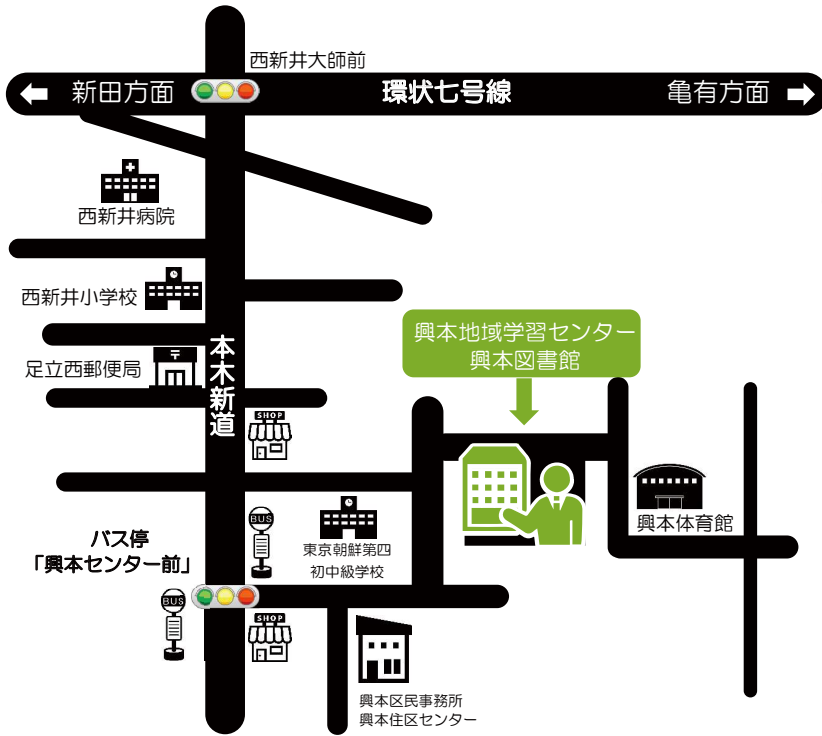 西新井大師前
新田方面
環状七号線
亀有方面
西新井病院
西新井小学校
興本地域学習センター
興本図書館
足立西郵便局
本木新道
SHOP
興本体育館
バス停
「興本センター前」
BUS
東京朝鮮第四
初中級学校
BUS
SHOP
興本区民事務所
興本住区センター